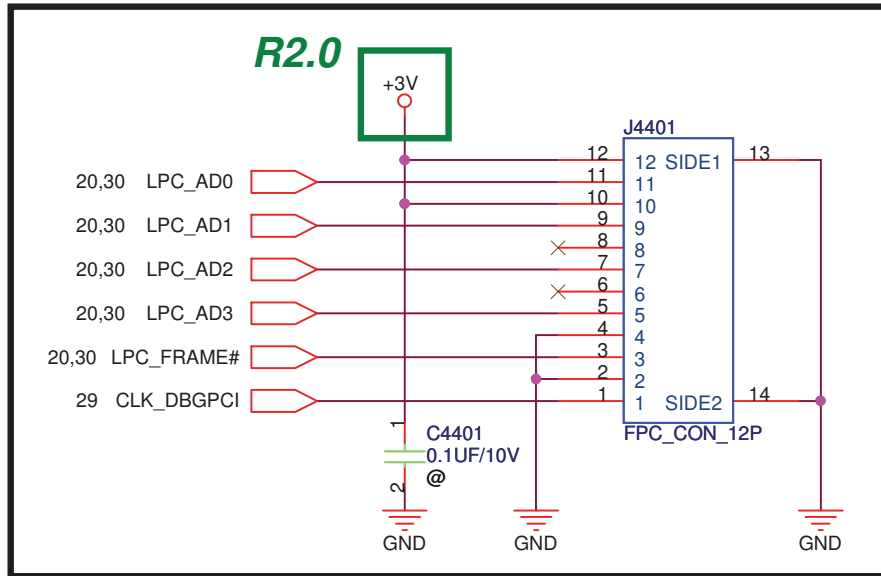 R2.0
+3V
J4401
12 12 SIDE1 13
20,30 LPC_AD0 11 11
10 10
20,30 LPC_AD1 9 9
8 8
20,30 LPC_AD2 7 7
6 6
20,30 LPC_AD3 5 5
4 4
20,30 LPC_FRAME# 3 3
2 2
29 CLK_DBGPCI 1 1 SIDE2 14
FPC_CON_12P
1 C4401
0.1UF/10V
2 @
GND GND GND